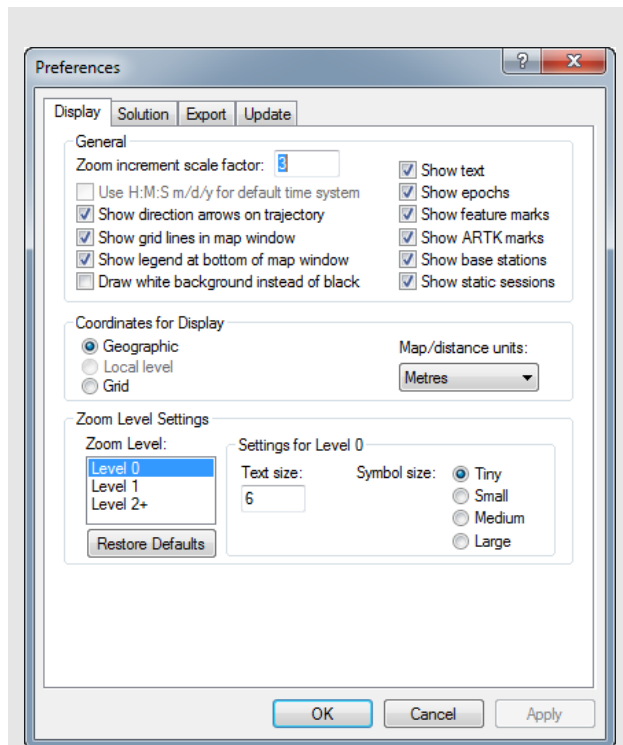 Preferences
Display Solution Export Update
General
Zoom increment scale factor: 3
Use H:M:S m/d/y for default time system
Show direction arrows on trajectory
Show grid lines in map window
Show legend at bottom of map window
Draw white background instead of black
Show text
Show epochs
Show feature marks
Show ARTK marks
Show base stations
Show static sessions
Coordinates for Display
Geographic
Local level
Grid
Map/distance units:
Metres
Zoom Level Settings
Zoom Level:
Level 0
Level 1
Level 2+
Restore Defaults
Settings for Level 0
Text size:
6
Symbol size:
Tiny
Small
Medium
Large
OK Cancel Apply